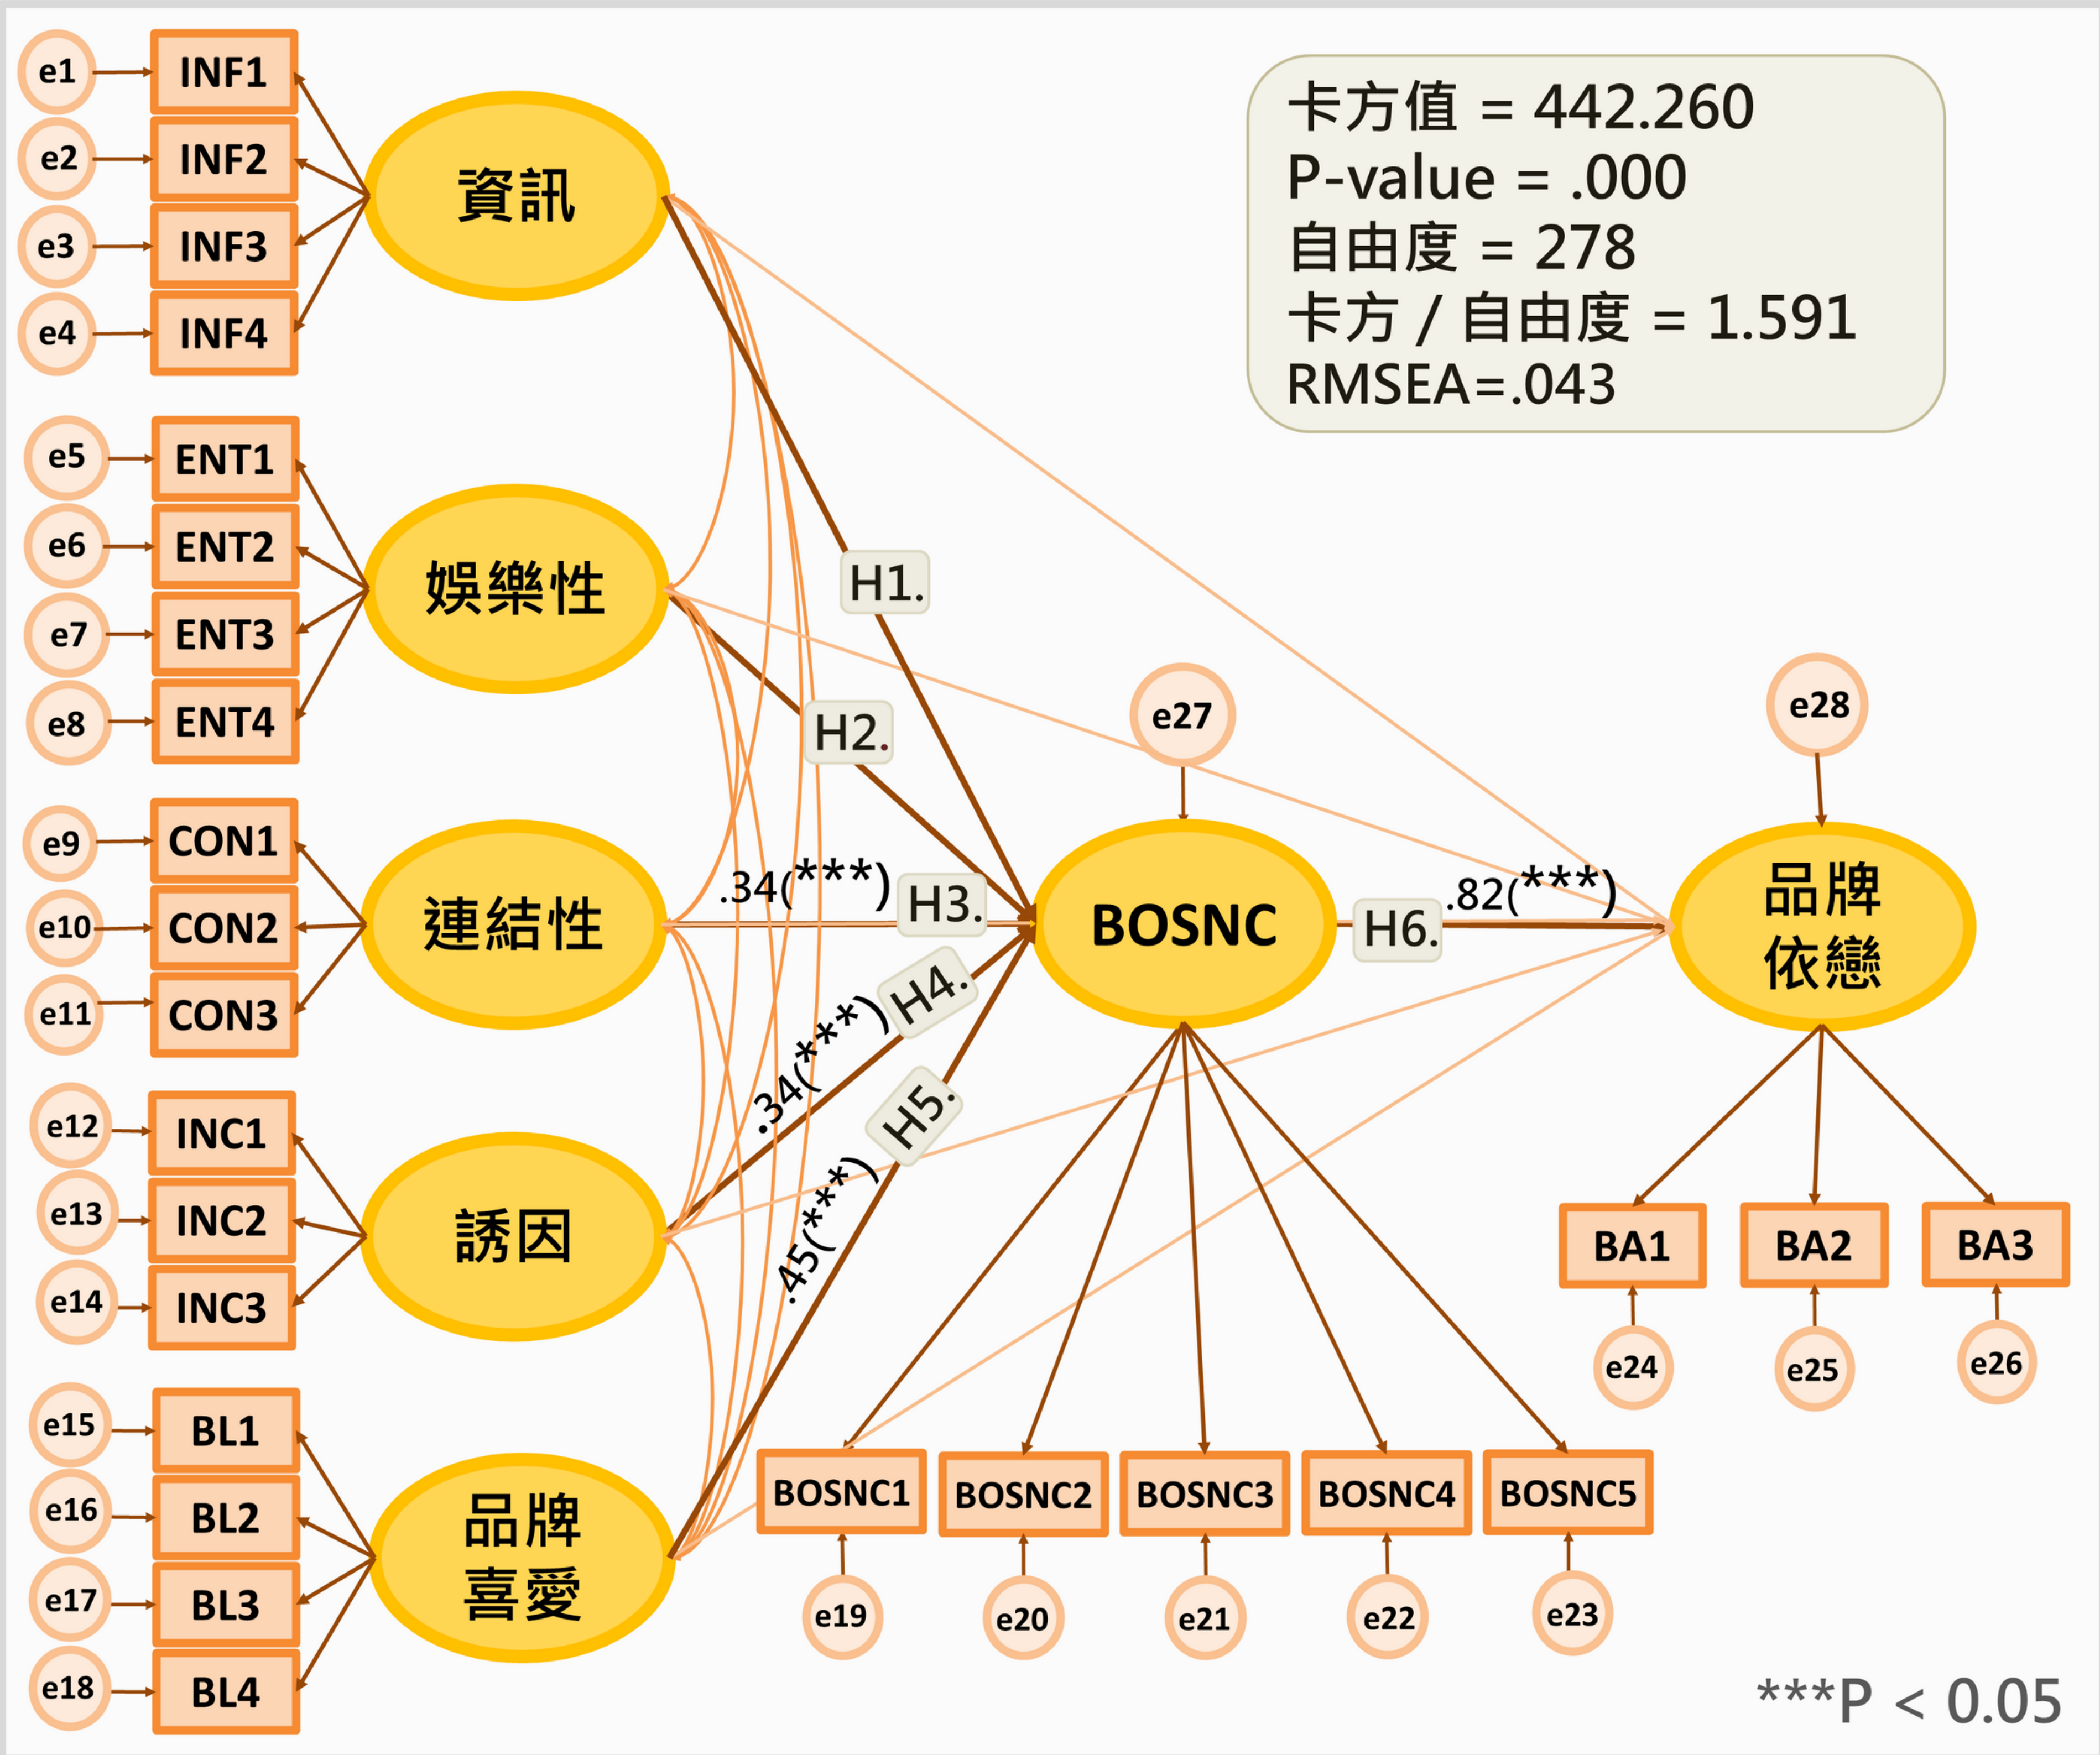 e1
INF1
e2
INF2
e3
INF3
e4
INF4
資訊
卡方值 = 442.260
P-value = .000
自由度 = 278
卡方 / 自由度 = 1.591
RMSEA=.043
e5
ENT1
e6
ENT2
e7
ENT3
e8
ENT4
娛樂性
H1.
H2.
e27
e28
e9
CON1
e10
CON2
e11
CON3
連結性
.34(***)
H3.
BOSNC
H6.
.82(***)
品牌
依戀
.34(***)
H4.
e12
INC1
e13
INC2
e14
INC3
誘因
.45(***)
H5.
BA1
BA2
BA3
e24
e25
e26
e15
BL1
e16
BL2
e17
BL3
e18
BL4
品牌
喜愛
BOSNC1
BOSNC2
BOSNC3
BOSNC4
BOSNC5
e19
e20
e21
e22
e23
***P < 0.05